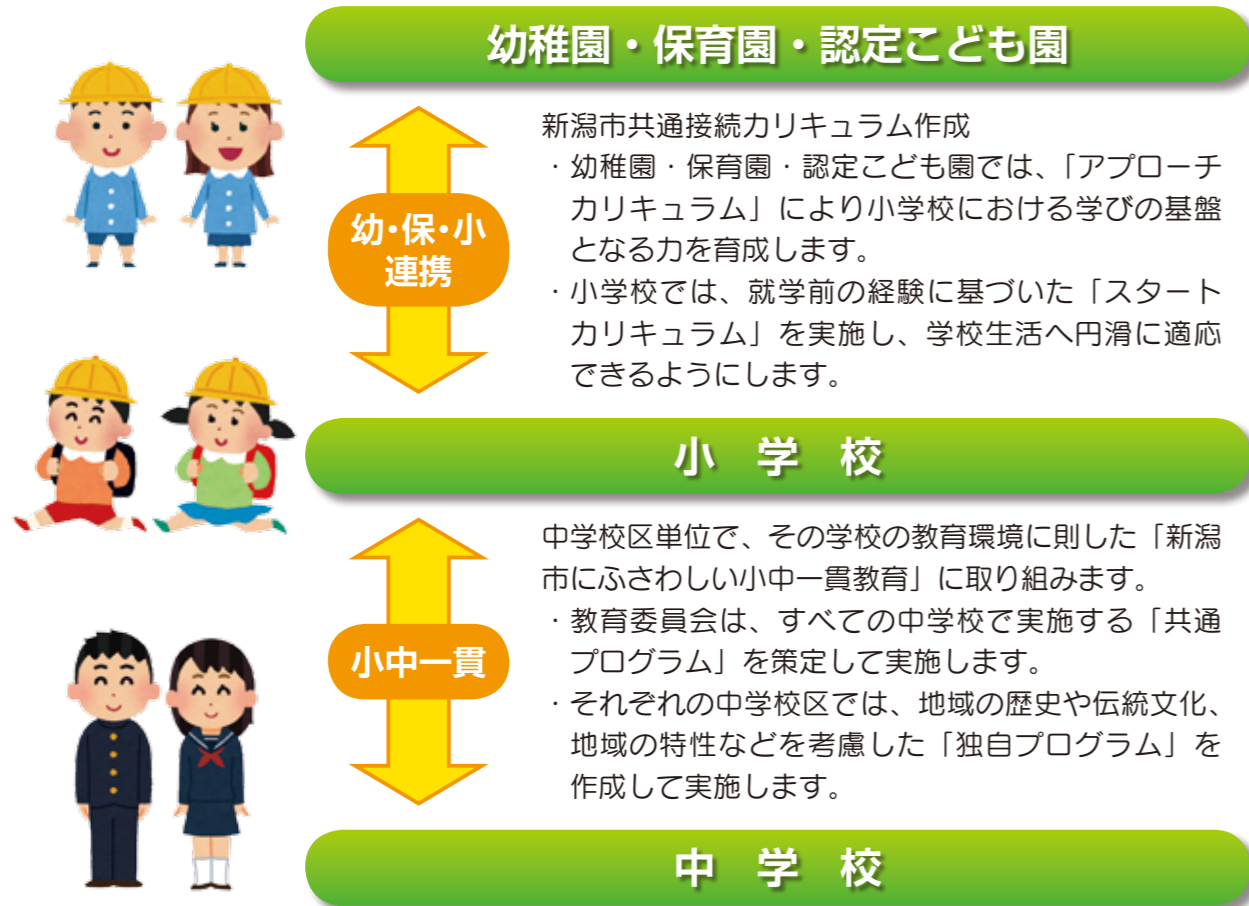 幼稚園・保育園・認定こども園
新潟市共通接続カリキュラム作成
・幼稚園・保育園・認定こども園では、「アプローチ
カリキュラム」により小学校における学びの基盤
となる力を育成します。
・小学校では、就学前の経験に基づいた「スタート
カリキュラム」を実施し、学校生活へ円滑に適応
できるようにします。
幼・保・小
連携
小 学 校
中学校区単位で、その学校の教育環境に則した「新潟
市にふさわしい小中一貫教育」に取り組みます。
・教育委員会は、すべての中学校で実施する「共通
プログラム」を策定して実施します。
・それぞれの中学校区では、地域の歴史や伝統文化、
地域の特性などを考慮した「独自プログラム」を
作成して実施します。
小中一貫
中 学 校